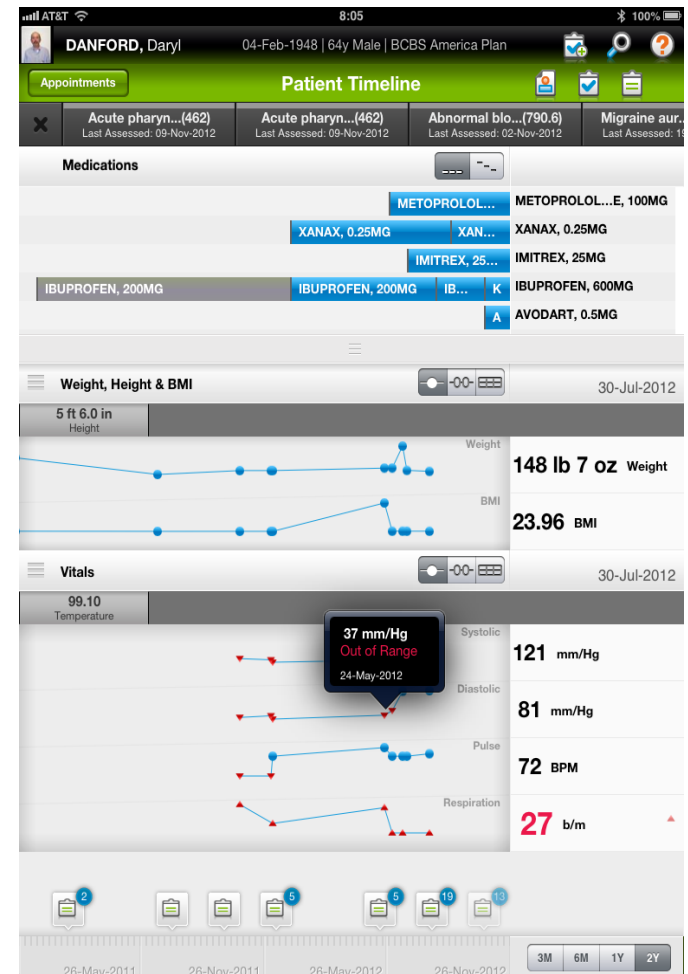 AT&T 8:05 100%
DANFORD, Daryl 04-Feb-1948 | 64y Male | BCBS America Plan
Appointments Patient Timeline
Acute pharyn...(462) Acute pharyn...(462) Abnormal blo...(790.6) Migraine aur..
Last Assessed: 09-Nov-2012 Last Assessed: 09-Nov-2012 Last Assessed: 02-Nov-2012 Last Assessed: 19
Medications
METOPROLOL... METOPROLOL...E, 100MG
XANAX, 0.25MG XAN... XANAX, 0.25MG
IMITREX, 25... IMITREX, 25MG
IBUPROFEN, 200MG IBUPROFEN, 200MG IB... K IBUPROFEN, 600MG
A AVODART, 0.5MG
Weight, Height & BMI -00- 30-Jul-2012
5 ft 6.0 in
Height
Weight
148 lb 7 oz Weight
BMI
23.96 BMI
Vitals -00- 30-Jul-2012
99.10
Temperature
37 mm/Hg
Out of Range
24-May-2012
Systolic
121 mm/Hg
Diastolic
81 mm/Hg
Pulse
72 BPM
Respiration
27 b/m
2 5 5 19 13
26-May-2011 26-Nov-2011 26-May-2012 26-Nov-2012
3M 6M 1Y 2Y